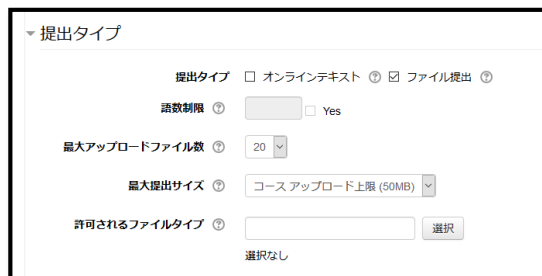 提出タイプ
提出タイプ オンラインテキスト ファイル提出
語数制限 Yes
最大アップロードファイル数 20
最大提出サイズ コース アップロード上限 (50MB)
許可されるファイルタイプ 選択
選択なし